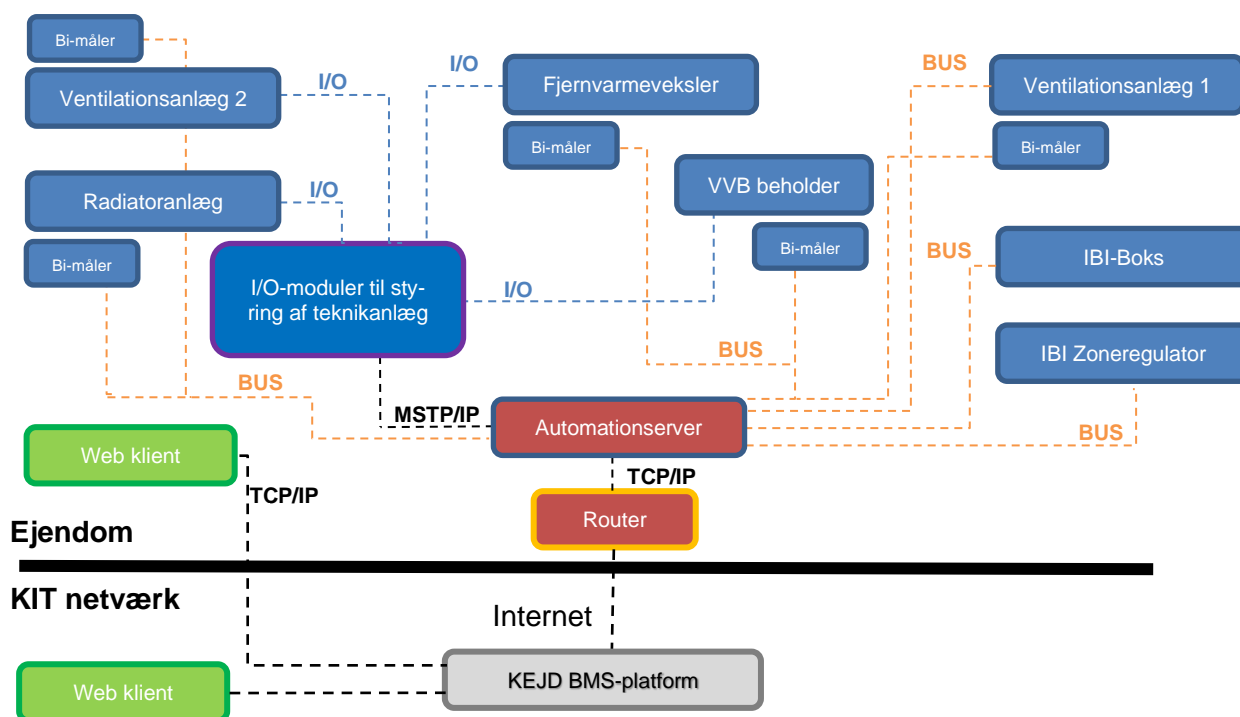 Bi-måler
Ventilationsanlæg 2
I/O
I/O
Fjernvarmeveksler
BUS
Ventilationsanlæg 1
Bi-måler
Bi-måler
Radiatoranlæg
I/O
VVB beholder
Bi-måler
Bi-måler
I/O-moduler til sty-
ring af teknikanlæg
I/O
BUS
IBI-Boks
BUS
IBI Zoneregulator
BUS
MSTP/IP
Automationserver
BUS
Web klient
TCP/IP
TCP/IP
Router
Ejendom
KIT netværk
Internet
KEJD BMS-platform
Web klient